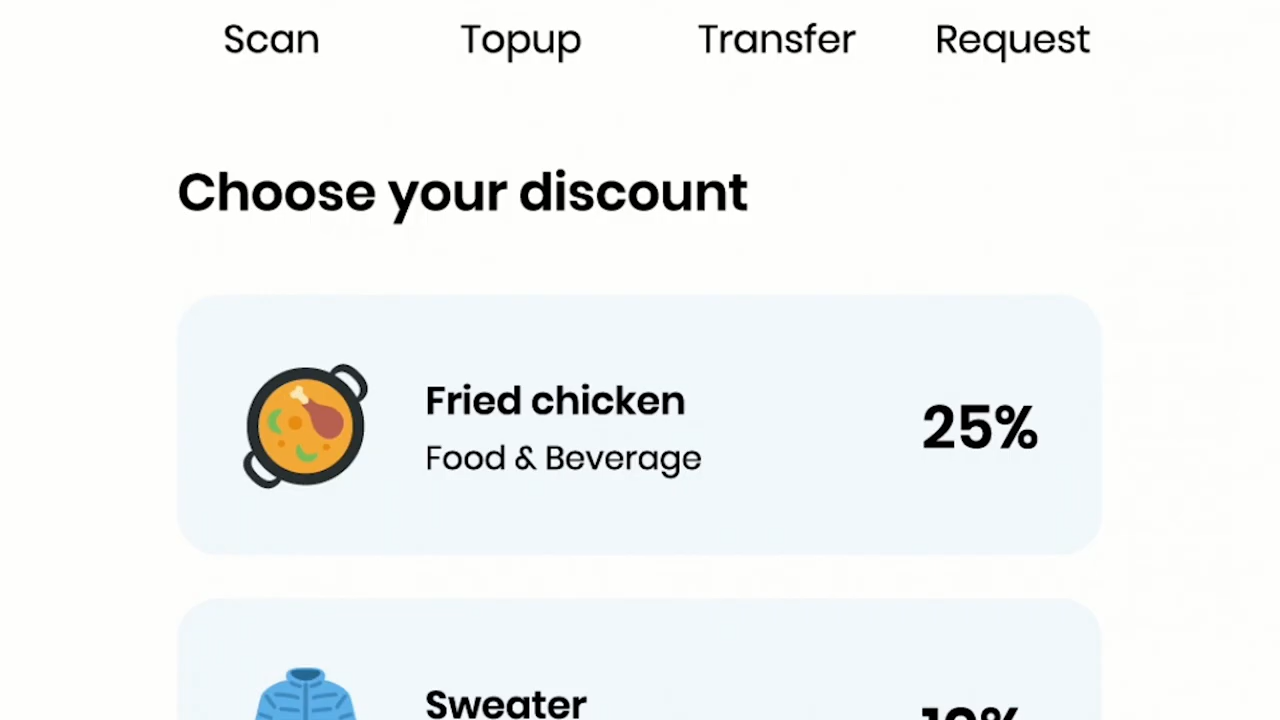 Scan Topup Transfer Request
Choose your discount
Fried chicken
Food & Beverage
25%
Sweater